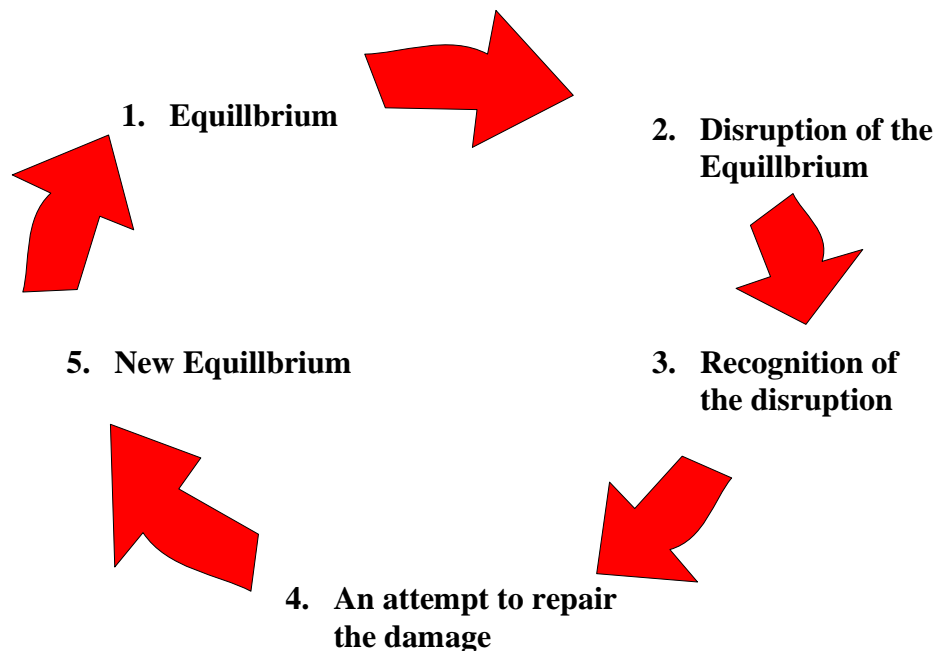 1. Equillbrium
2. Disruption of the
Equillbrium
3. Recognition of
the disruption
4. An attempt to repair
the damage
5. New Equillbrium